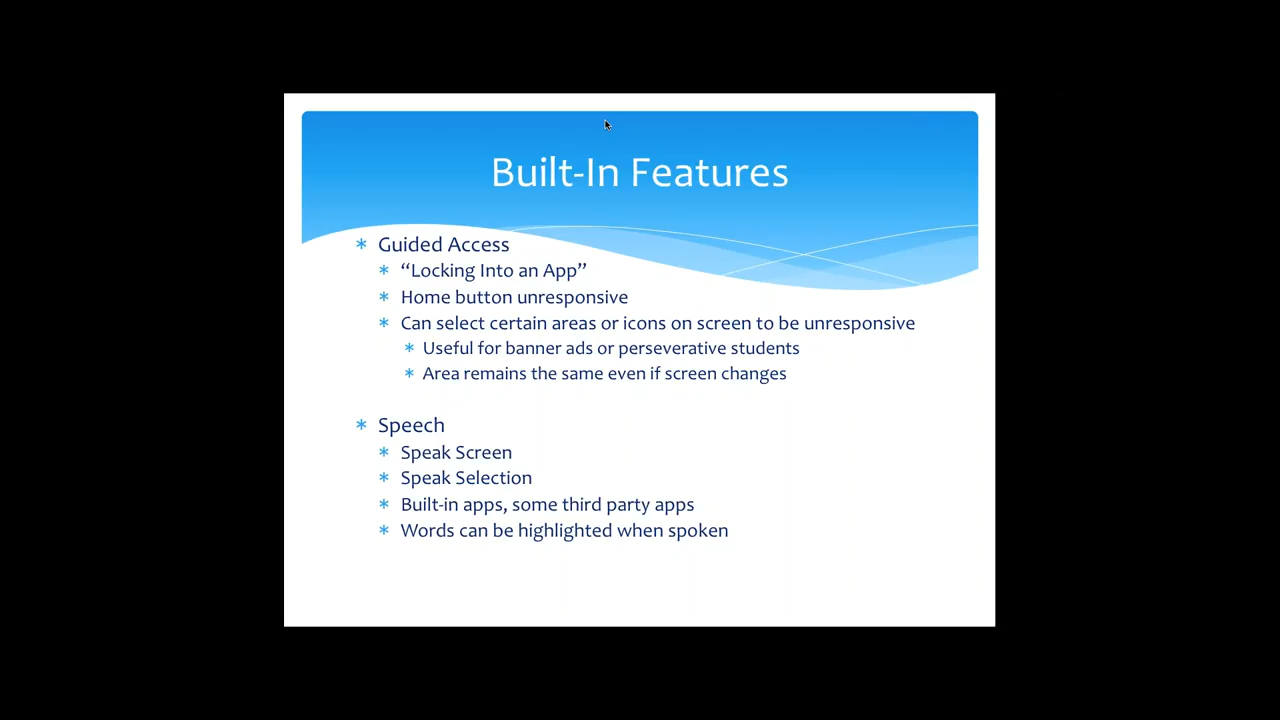 Built-In Features
* Guided Access
* “Locking Into an App”
* Home button unresponsive
* Can select certain areas or icons on screen to be unresponsive
* Useful for banner ads or perseverative students
* Area remains the same even if screen changes
* Speech
* Speak Screen
* Speak Selection
* Built-in apps, some third party apps
* Words can be highlighted when spoken